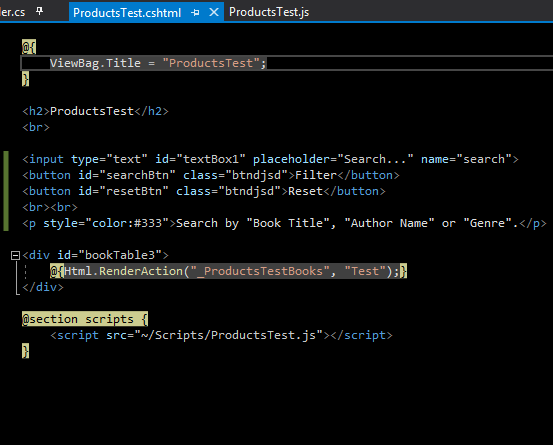 ler.cs ProductsTest.cshtml ProductsTest.js
@{
ViewBag.Title = "ProductsTest";
}
<h2>ProductsTest</h2>
<br>
<input type="text" id="textBox1" placeholder="Search..." name="search">
<button id="searchBtn" class="btndjsd">Filter</button>
<button id="resetBtn" class="btndjsd">Reset</button>
<br><br>
<p style="color:#333">Search by "Book Title", "Author Name" or "Genre".</p>
<div id="bookTable3">
@{Html.RenderAction("_ProductsTestBooks", "Test");}
</div>
@section scripts {
<script src="~/Scripts/ProductsTest.js"></script>
}